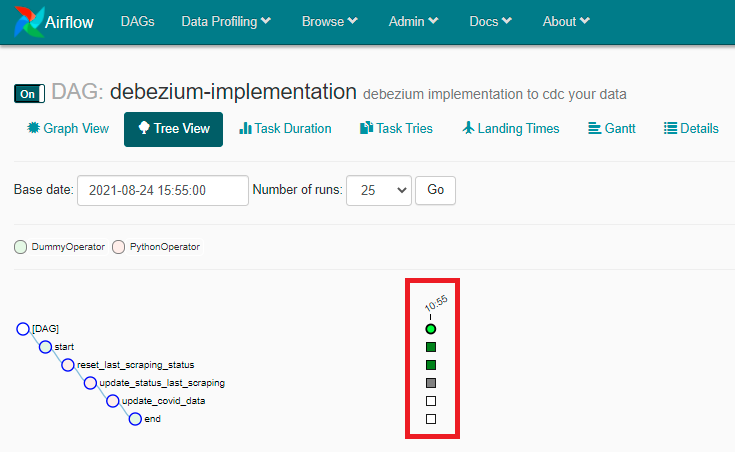 Airflow DAGs Data Profiling Browse Admin Docs About
On DAG: debezium-implementation debezium implementation to cdc your data
Graph View Tree View Task Duration Task Tries Landing Times Gantt Details
Base date: 2021-08-24 15:55:00 Number of runs: 25 Go
DummyOperator PythonOperator
10:55
[DAG]
start
reset_last_scraping_status
update_status_last_scraping
update_covid_data
end